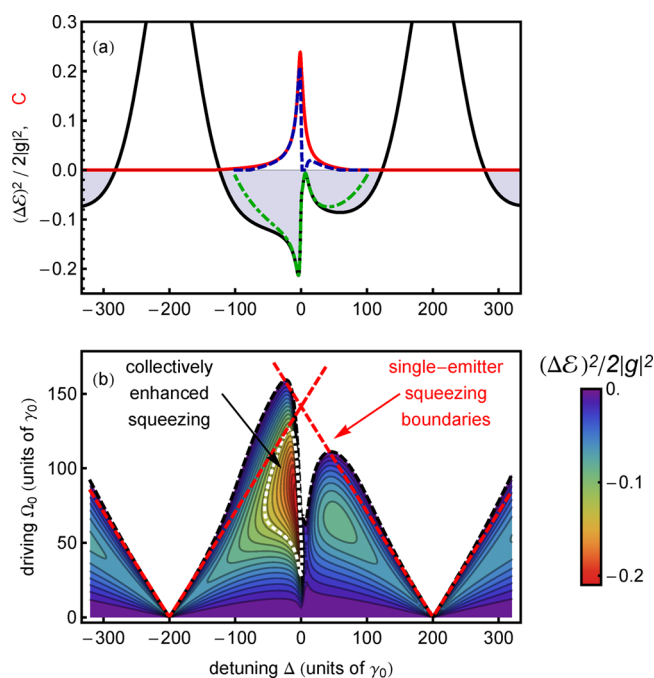 (a)
0.3
0.2
0.1
0.0
−0.1
−0.2
(Δℰ)² / 2|g|², C
−300 −200 −100 0 100 200 300
(b)
collectively
enhanced
squeezing
single-emitter
squeezing
boundaries
150
100
50
0
driving Ω₀ (units of γ₀)
−300 −200 −100 0 100 200 300
detuning Δ (units of γ₀)
(Δℰ)²/2|g|²
0.
−0.1
−0.2